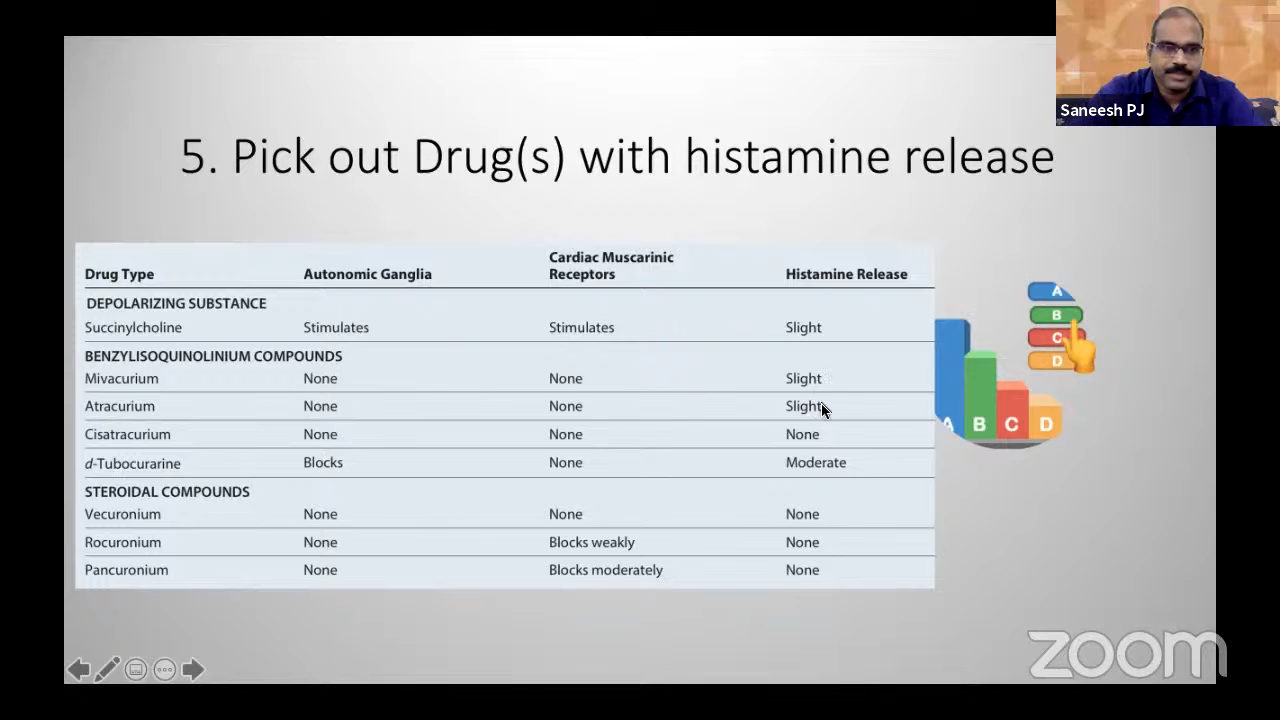 Saneesh PJ
5. Pick out Drug(s) with histamine release
Drug Type Autonomic Ganglia Cardiac Muscarinic Receptors Histamine Release
DEPOLARIZING SUBSTANCE
Succinylcholine Stimulates Stimulates Slight
BENZYLISOQUINOLINIUM COMPOUNDS
Mivacurium None None Slight
Atracurium None None Slight
Cisatracurium None None None
d-Tubocurarine Blocks None Moderate
STEROIDAL COMPOUNDS
Vecuronium None None None
Rocuronium None Blocks weakly None
Pancuronium None Blocks moderately None
A
B
C
D
A B C D
zoom